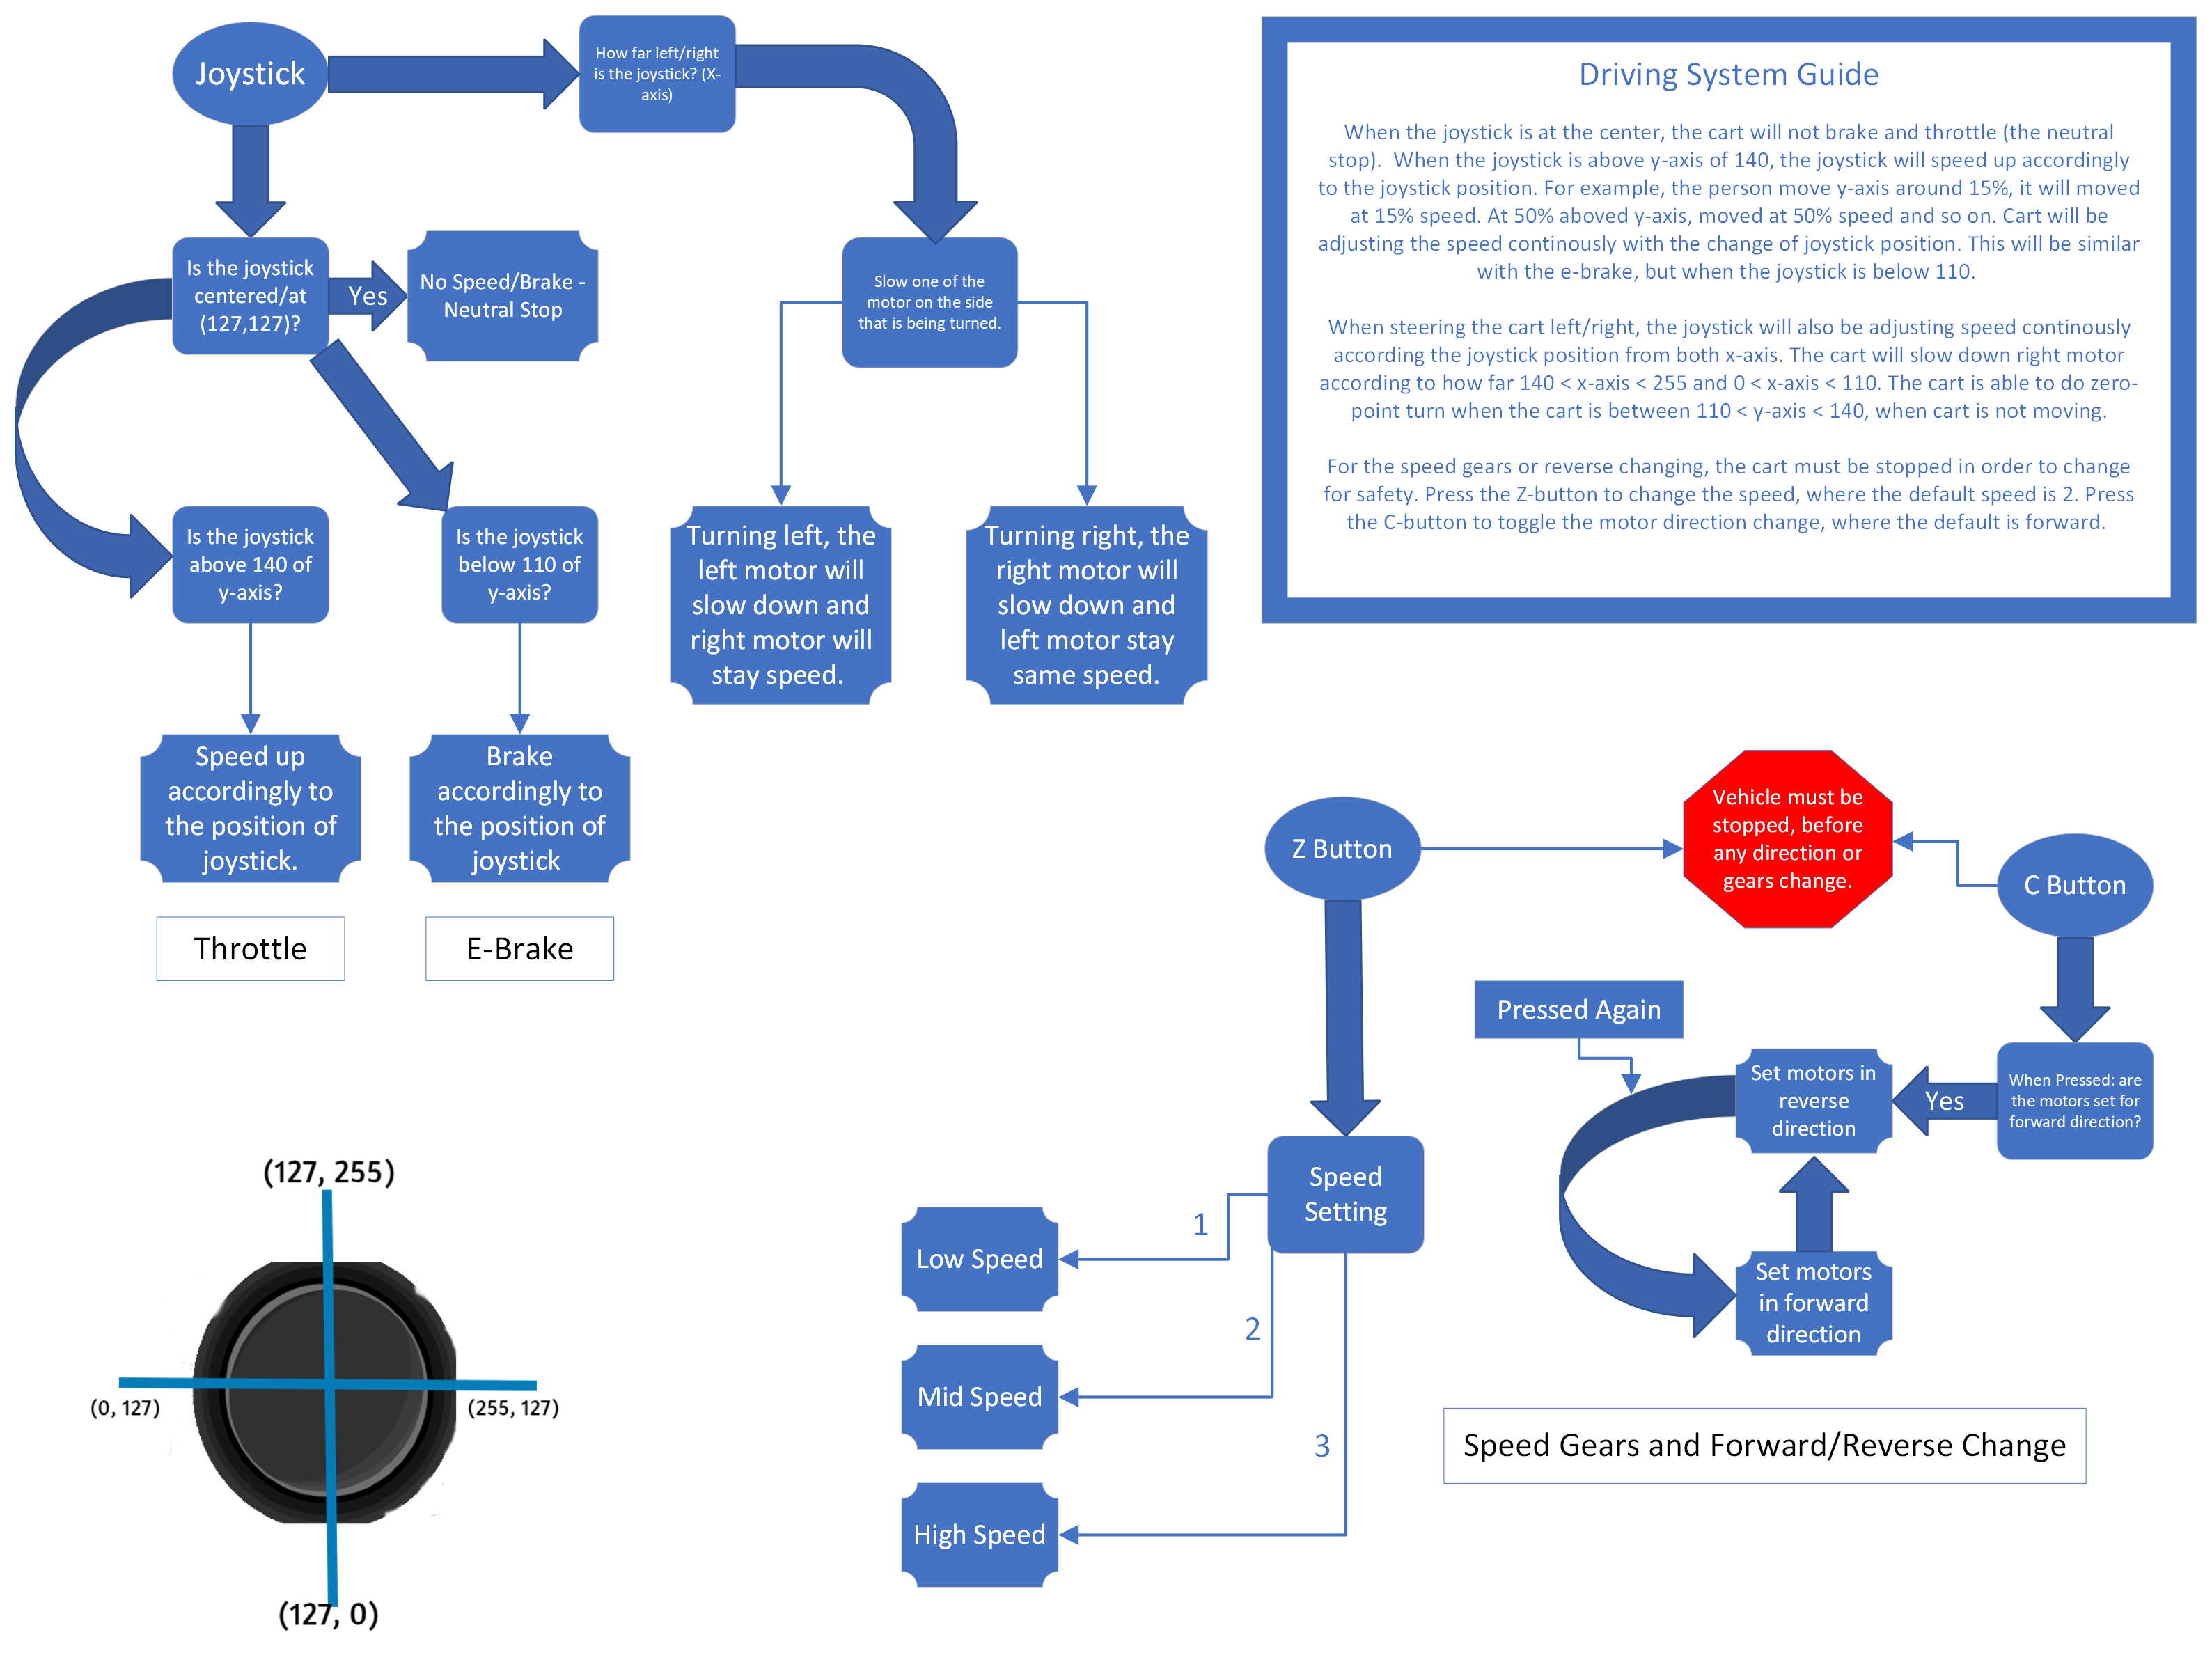 Joystick
How far left/right
is the joystick? (X-
axis)
Driving System Guide
When the joystick is at the center, the cart will not brake and throttle (the neutral
stop).  When the joystick is above y-axis of 140, the joystick will speed up accordingly
to the joystick position. For example, the person move y-axis around 15%, it will moved
at 15% speed. At 50% aboved y-axis, moved at 50% speed and so on. Cart will be
adjusting the speed continously with the change of joystick position. This will be similar
with the e-brake, but when the joystick is below 110.
When steering the cart left/right, the joystick will also be adjusting speed continously
according the joystick position from both x-axis. The cart will slow down right motor
according to how far 140 < x-axis < 255 and 0 < x-axis < 110. The cart is able to do zero-
point turn when the cart is between 110 < y-axis < 140, when cart is not moving.
For the speed gears or reverse changing, the cart must be stopped in order to change
for safety. Press the Z-button to change the speed, where the default speed is 2. Press
the C-button to toggle the motor direction change, where the default is forward.
Is the joystick
centered/at
(127,127)?
Yes
No Speed/Brake -
Neutral Stop
Slow one of the
motor on the side
that is being turned.
Is the joystick
above 140 of
y-axis?
Is the joystick
below 110 of
y-axis?
Turning left, the
left motor will
slow down and
right motor will
stay speed.
Turning right, the
right motor will
slow down and
left motor stay
same speed.
Speed up
accordingly to
the position of
joystick.
Brake
accordingly to
the position of
joystick
Throttle
E-Brake
Z Button
Vehicle must be
stopped, before
any direction or
gears change.
C Button
Pressed Again
Set motors in
reverse
direction
Yes
When Pressed: are
the motors set for
forward direction?
Set motors
in forward
direction
Speed
Setting
1
Low Speed
2
Mid Speed
3
High Speed
Speed Gears and Forward/Reverse Change
(127, 255)
(0, 127)
(255, 127)
(127, 0)